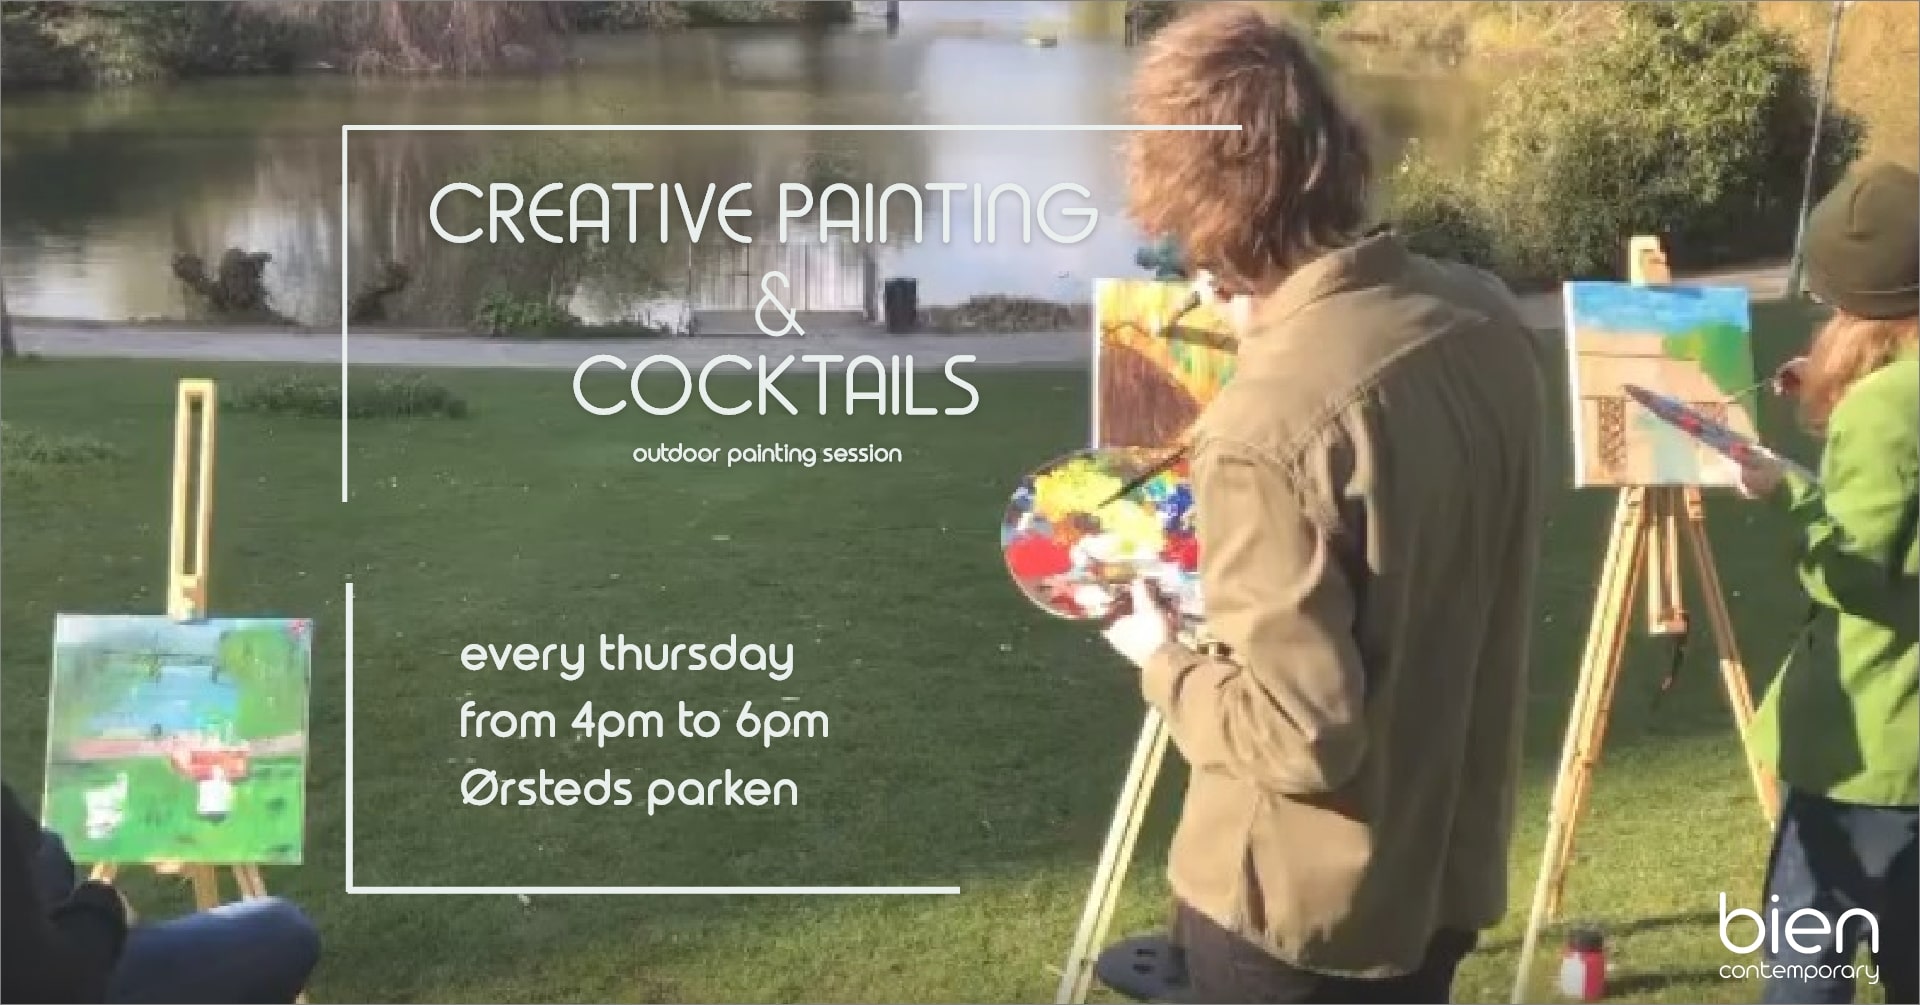 CREATIVE PAINTING
&
COCKTAILS
outdoor painting session
every thursday
from 4pm to 6pm
Ørsteds parken
bien
contemporary